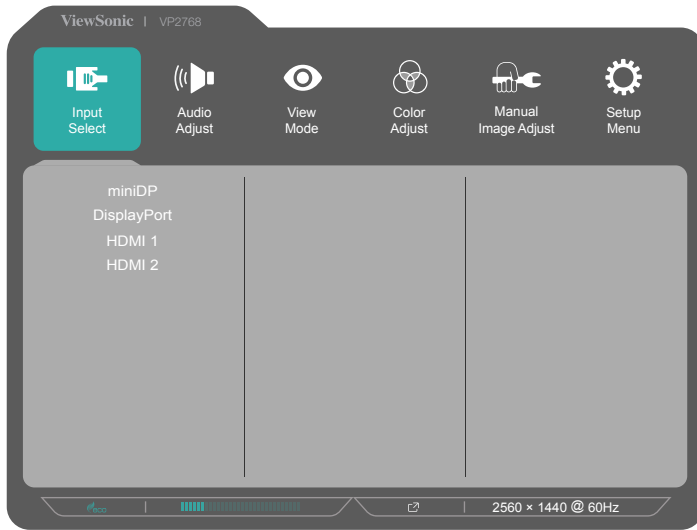 ViewSonic | VP2768
Input
Select
Audio
Adjust
View
Mode
Color
Adjust
Manual
Image Adjust
Setup
Menu
miniDP
DisplayPort
HDMI 1
HDMI 2
eco
2560 × 1440 @ 60Hz